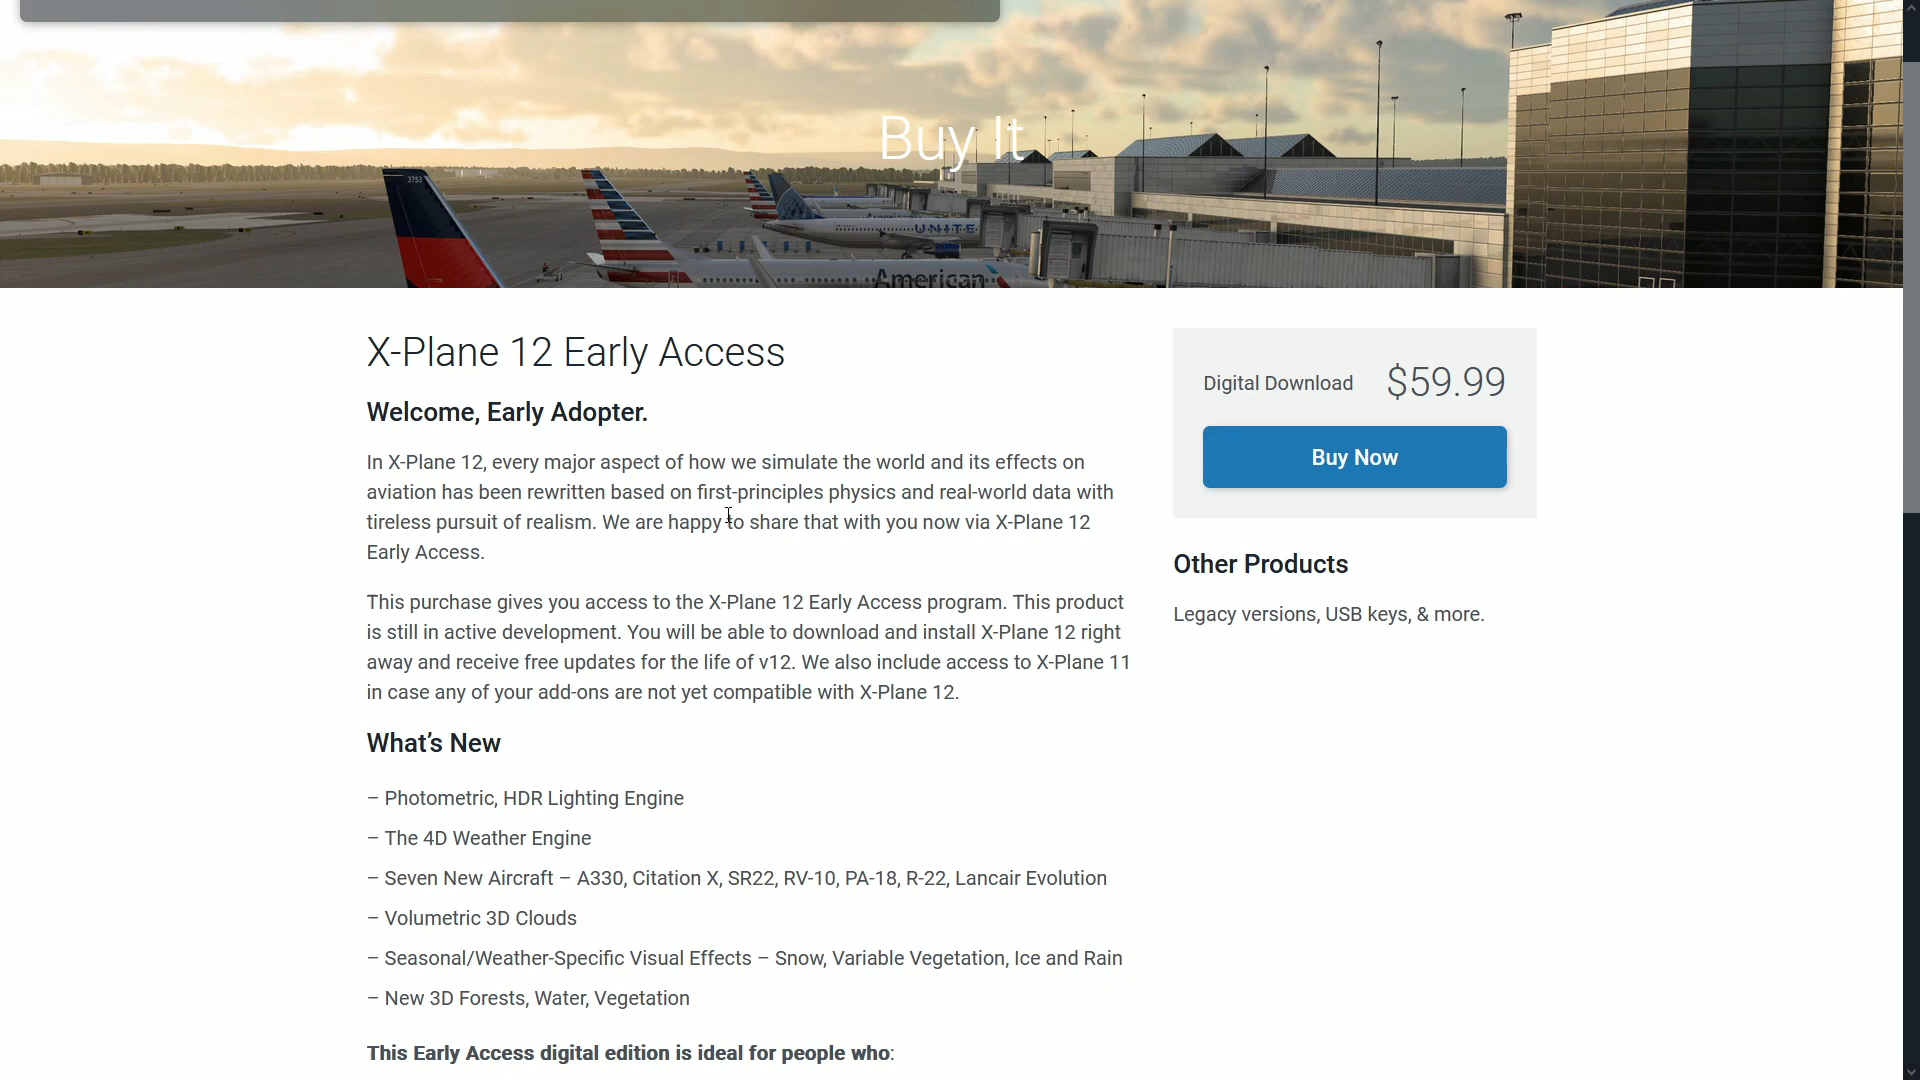 Buy It
3753
UNITE
American
American
X-Plane 12 Early Access
Welcome, Early Adopter.
In X-Plane 12, every major aspect of how we simulate the world and its effects on
aviation has been rewritten based on first-principles physics and real-world data with
tireless pursuit of realism. We are happy to share that with you now via X-Plane 12
Early Access.
This purchase gives you access to the X-Plane 12 Early Access program. This product
is still in active development. You will be able to download and install X-Plane 12 right
away and receive free updates for the life of v12. We also include access to X-Plane 11
in case any of your add-ons are not yet compatible with X-Plane 12.
What’s New
– Photometric, HDR Lighting Engine
– The 4D Weather Engine
– Seven New Aircraft – A330, Citation X, SR22, RV-10, PA-18, R-22, Lancair Evolution
– Volumetric 3D Clouds
– Seasonal/Weather-Specific Visual Effects – Snow, Variable Vegetation, Ice and Rain
– New 3D Forests, Water, Vegetation
This Early Access digital edition is ideal for people who:
Digital Download $59.99
Buy Now
Other Products
Legacy versions, USB keys, & more.